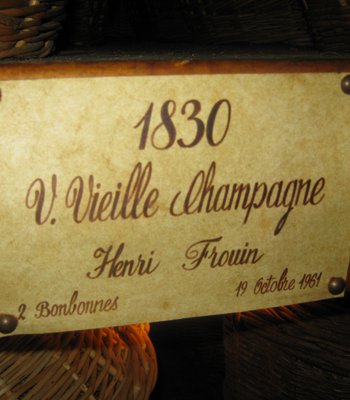 1830
V. Vieille Champagne
Henri Frouin
2 Bonbonnes 19 Octobre 1961